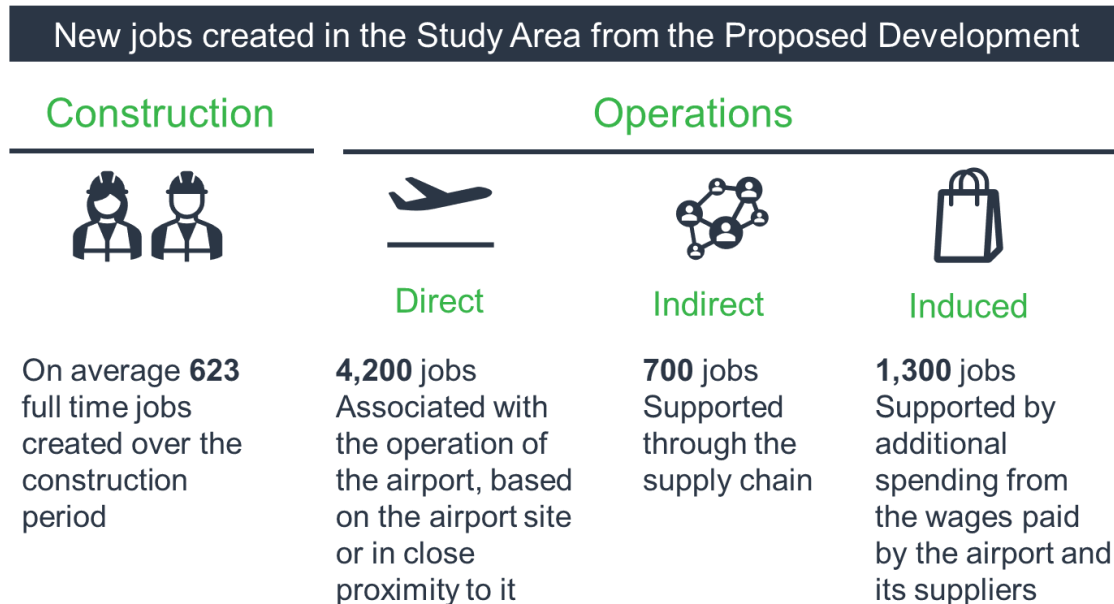 New jobs created in the Study Area from the Proposed Development
Construction
Operations
On average 623
full time jobs
created over the
construction
period
Direct
4,200 jobs
Associated with
the operation of
the airport, based
on the airport site
or in close
proximity to it
Indirect
700 jobs
Supported
through the
supply chain
Induced
1,300 jobs
Supported by
additional
spending from
the wages paid
by the airport and
its suppliers